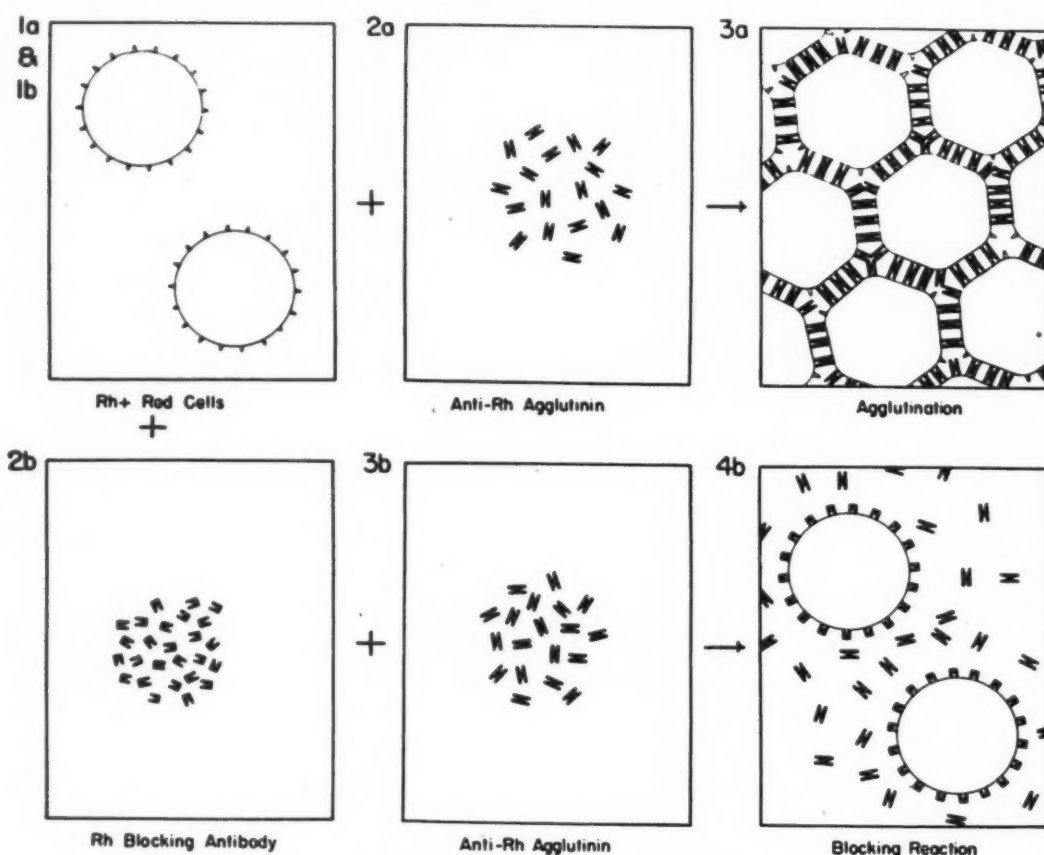 1a
&
1b
2a
3a
+
→
Rh+ Red Cells
Anti-Rh Agglutinin
Agglutination
+
2b
3b
4b
+
→
Rh Blocking Antibody
Anti-Rh Agglutinin
Blocking Reaction